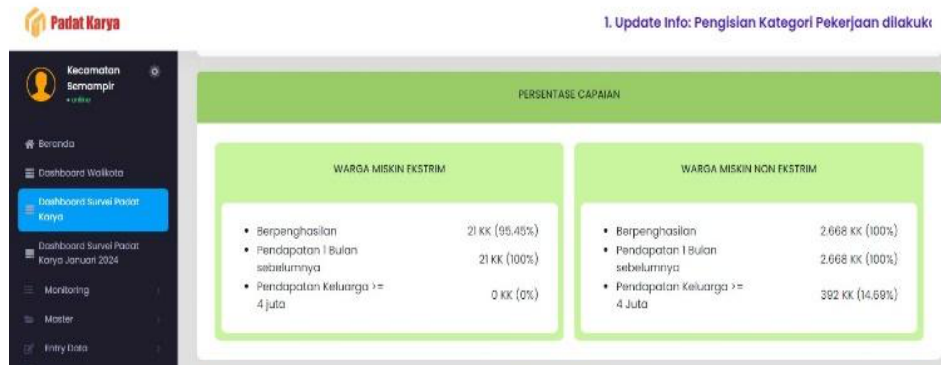 Padat Karya
1. Update Info: Pengisian Kategori Pekerjaan dilakuka
Kecamatan
Semampir
• online
Beranda
Dashboard Walikota
Dashboard Survei Padat
Karya
Dashboard Survei Padat
Karya Januari 2024
Monitoring
Master
Entry Data
PERSENTASE CAPAIAN
WARGA MISKIN EKSTRIM
• Berpenghasilan 21 KK (95.45%)
• Pendapatan 1 Bulan
sebelumnya 21 KK (100%)
• Pendapatan Keluarga >=
4 juta 0 KK (0%)
WARGA MISKIN NON EKSTRIM
• Berpenghasilan 2.668 KK (100%)
• Pendapatan 1 Bulan
sebelumnya 2.668 KK (100%)
• Pendapatan Keluarga >=
4 Juta 392 KK (14.69%)